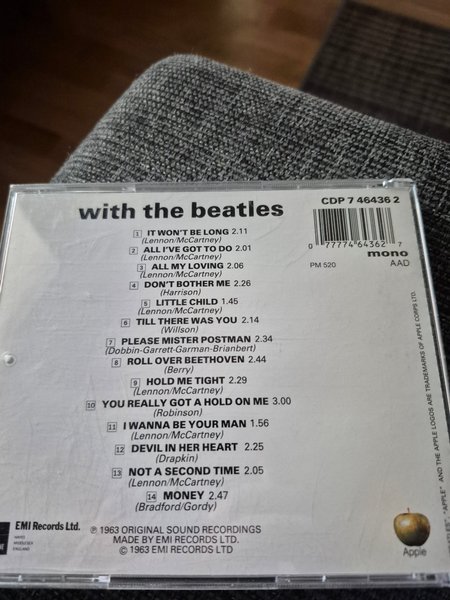 with the beatles
CDP 7 46436 2
0 77774 64362 7
mono
PM 520 AAD
1 IT WON'T BE LONG 2.11
(Lennon/McCartney)
2 ALL I'VE GOT TO DO 2.01
(Lennon/McCartney)
3 ALL MY LOVING 2.06
(Lennon/McCartney)
4 DON'T BOTHER ME 2.26
(Harrison)
5 LITTLE CHILD 1.45
(Lennon/McCartney)
6 TILL THERE WAS YOU 2.14
(Willson)
7 PLEASE MISTER POSTMAN 2.34
(Dobbin-Garrett-Garman-Brianbert)
8 ROLL OVER BEETHOVEN 2.44
(Berry)
9 HOLD ME TIGHT 2.29
(Lennon/McCartney)
10 YOU REALLY GOT A HOLD ON ME 3.00
(Robinson)
11 I WANNA BE YOUR MAN 1.56
(Lennon/McCartney)
12 DEVIL IN HER HEART 2.25
(Drapkin)
13 NOT A SECOND TIME 2.05
(Lennon/McCartney)
14 MONEY 2.47
(Bradford/Gordy)
EMI Records Ltd.
HAYES
MIDDLESEX
ENGLAND
℗ 1963 ORIGINAL SOUND RECORDINGS
MADE BY EMI RECORDS LTD.
© 1963 EMI RECORDS LTD
Apple
"APPLE" AND THE APPLE LOGOS ARE TRADEMARKS OF APPLE CORPS LTD.